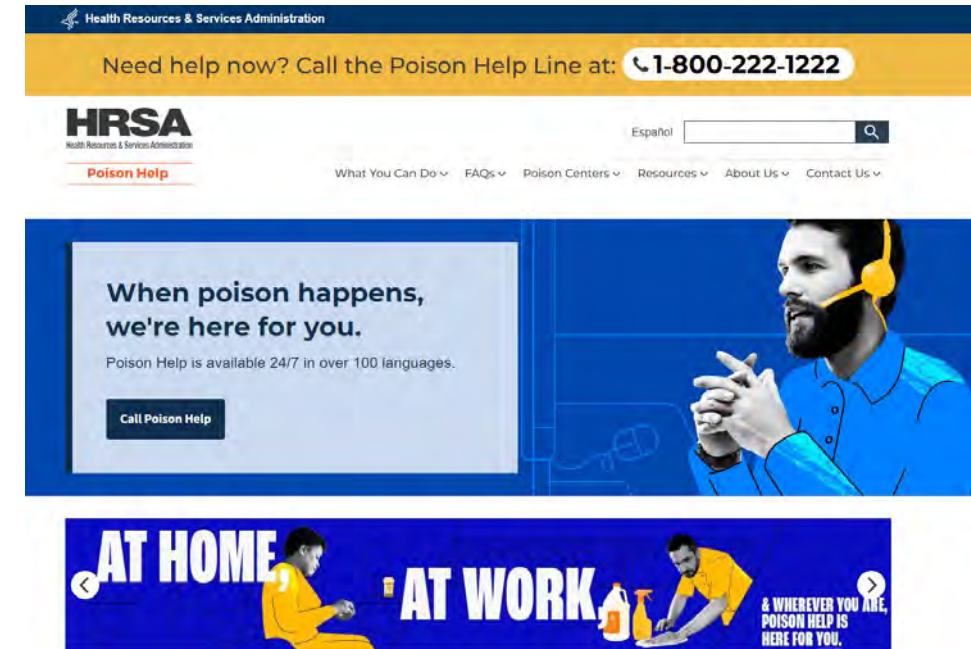 Health Resources & Services Administration
Need help now? Call the Poison Help Line at: 1-800-222-1222
HRSA
Health Resources & Services Administration
Poison Help
Español
What You Can Do FAQs Poison Centers Resources About Us Contact Us
When poison happens,
we're here for you.
Poison Help is available 24/7 in over 100 languages.
Call Poison Help
AT HOME,
AT WORK,
& WHEREVER YOU ARE,
POISON HELP IS
HERE FOR YOU.